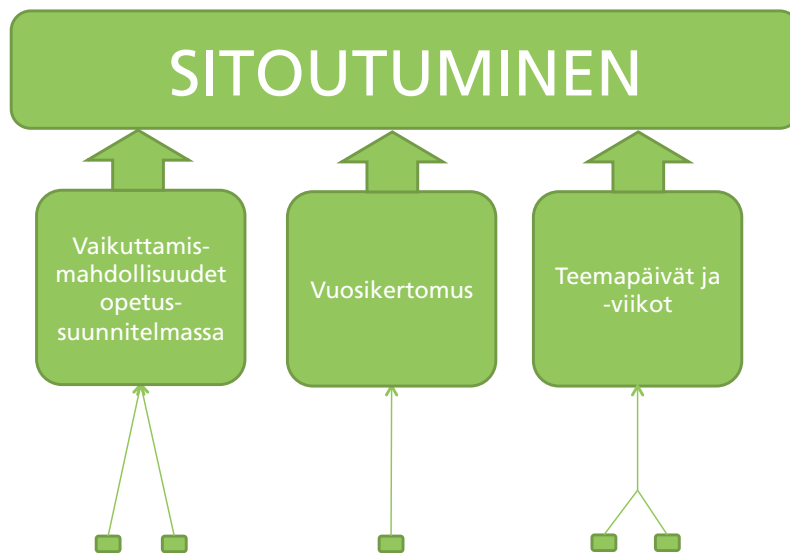 SITOUTUMINEN
Vaikuttamis-
mahdollisuudet
opetus-
suunnitelmassa
Vuosikertomus
Teemapäivät ja
-viikot